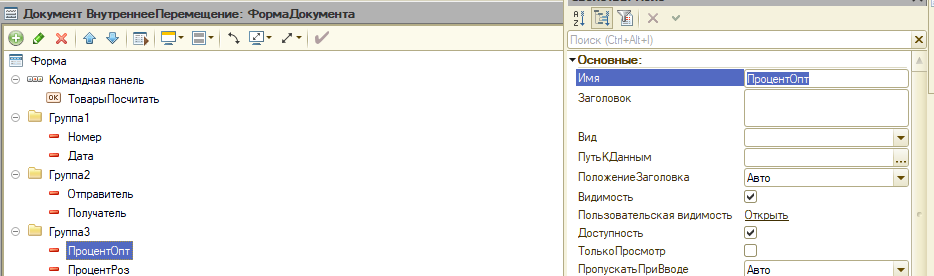 Документ ВнутреннееПеремещение: ФормаДокумента
Форма
Командная панель
OK ТоварыПосчитать
Группа1
Номер
Дата
Группа2
Отправитель
Получатель
Группа3
ПроцентОпт
ПроцентРоз
Поиск (Ctrl+Alt+I)
Основные:
Имя ПроцентОпт
Заголовок
Вид
ПутьКДанным ...
ПоложениеЗаголовка Авто
Видимость
Пользовательская видимость Открыть
Доступность
ТолькоПросмотр
ПропускатьПриВводе Авто